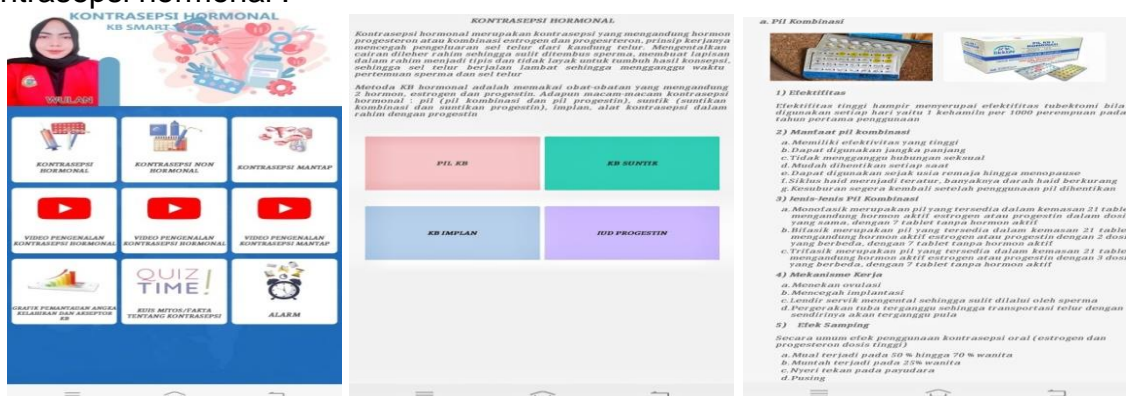 ntrasepsi hormonal :
KONTRASEPSI HORMONAL
KB SMART
WULAN
KONTRASEPSI
HORMONAL
KONTRASEPSI NON
HORMONAL
KONTRASEPSI MANTAP
VIDEO PENGENALAN
KONTRASEPSI HORMONAL
VIDEO PENGENALAN
KONTRASEPSI HORMONAL
VIDEO PENGENALAN
KONTRASEPSI MANTAP
GRAFIK PEMANTAUAN ANGKA
KELAHIRAN DAN AKSEPTOR
KB
QUIZ
TIME!
KUIS MITOS/FAKTA
TENTANG KONTRASEPSI
ALARM
KONTRASEPSI HORMONAL
Kontrasepsi hormonal merupakan kontrasepsi yang mengandung hormon
progesteron atau kombinasi estrogen dan progesrteron, prinsip kerjanya
mencegah pengeluaran sel telur dari kandung telur. Mengentalkan
cairan dileher rahim sehingga sulit ditembus sperma, membuat lapisan
dalam rahim menjadi tipis dan tidak layak untuk tumbuh hasil konsepsi,
sehingga sel telur berjalan lambat sehingga mengganggu waktu
pertemuan sperma dan sel telur
Metoda KB hormonal adalah memakai obat-obatan yang mengandung
2 hormon, estrogen dan progestin. Adapun macam-macam kontrasepsi
hormonal : pil (pil kombinasi dan pil progestin), suntik (suntikan
kombinasi dan suntikan progestin), implan, alat kontrasepsi dalam
rahim dengan progestin
PIL KB
KB SUNTIK
KB IMPLAN
IUD PROGESTIN
a. Pil Kombinasi
1) Efektifitas
Efektifitas tinggi hampir menyerupai efektifitas tubektomi bila
digunakan setiap hari yaitu 1 kehamiln per 1000 perempuan pada
tahun pertama penggunaan
2) Manfaat pil kombinasi
a. Memiliki efektivitas yang tinggi
b. Dapat digunakan jangka panjang
c. Tidak mengganggu hubungan seksual
d. Mudah dihentikan setiap saat
e. Dapat digunakan sejak usia remaja hingga menopause
f. Siklus haid mernjadi teratur, banyaknya darah haid berkurang
g. Kesuburan segera kembali setelah penggunaan pil dihentikan
3) Jenis-Jenis Pil Kombinasi
a. Monofasik merupakan pil yang tersedia dalam kemasan 21 table
mengandung hormon aktif estrogen atau progestin dalam dosi
yang sama, dengan 7 tablet tanpa hormon aktif
b. Bifasik merupakan pil yang tersedia dalam kemasan 21 table
mengandung hormon aktif estrogen atau progestin dengan 2 dosi
yang berbeda, dengan 7 tablet tanpa hormon aktif
c. Trifasik merupakan pil yang tersedia dalam kemasan 21 table
mengandung hormon aktif estrogen atau progestin dengan 3 dosi
yang berbeda, dengan 7 tablet tanpa hormon aktif
4) Mekanisme Kerja
a. Menekan ovulasi
b. Mencegah implantasi
c. Lendir servik mengental sehingga sulit dilalui oleh sperma
d. Pergerakan tuba terganggu sehingga transportasi telur dengan
sendirinya akan terganggu pula
5) Efek Samping
Secara umum efek penggunaan kontrasepsi oral (estrogen dan
progesteron dosis tinggi)
a. Mual terjadi pada 50 % hingga 70 % wanita
b. Muntah terjadi pada 25% wanita
c. Nyeri tekan pada payudara
d. Pusing